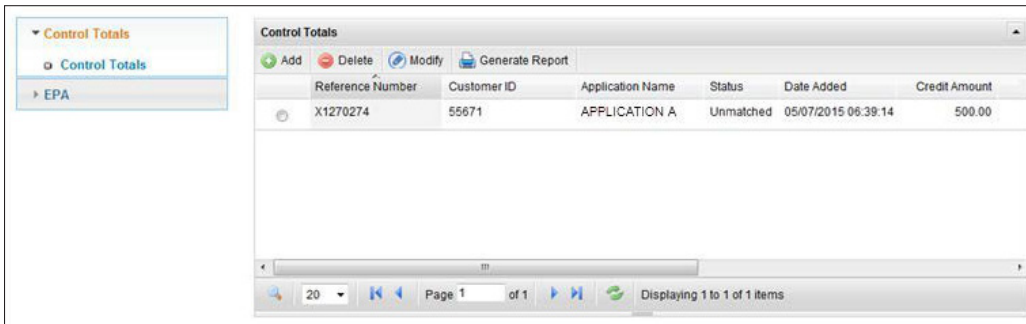 Control Totals
Control Totals
EPA
Control Totals
Add Delete Modify Generate Report
Reference Number Customer ID Application Name Status Date Added Credit Amount
X1270274 55671 APPLICATION A Unmatched 05/07/2015 06:39:14 500.00
20 Page 1 of 1 Displaying 1 to 1 of 1 items